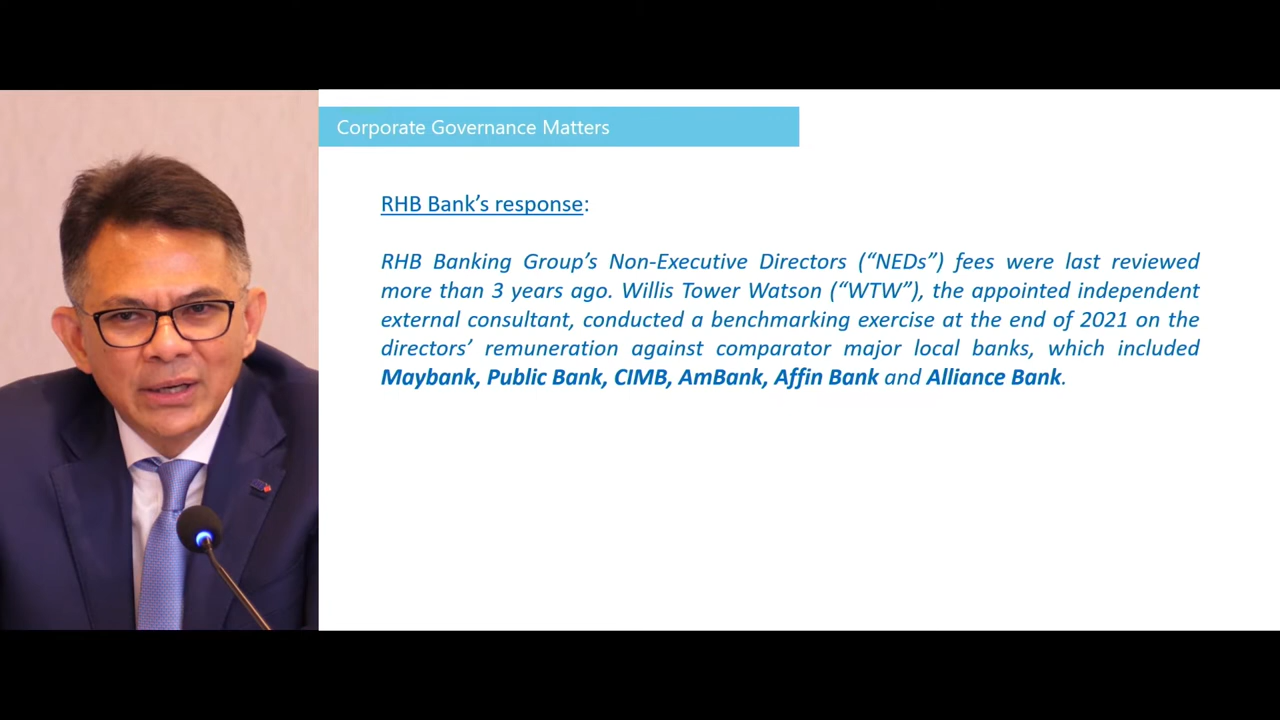 Corporate Governance Matters
RHB Bank’s response:
RHB Banking Group’s Non-Executive Directors (“NEDs”) fees were last reviewed
more than 3 years ago. Willis Tower Watson (“WTW”), the appointed independent
external consultant, conducted a benchmarking exercise at the end of 2021 on the
directors’ remuneration against comparator major local banks, which included
Maybank, Public Bank, CIMB, AmBank, Affin Bank and Alliance Bank.